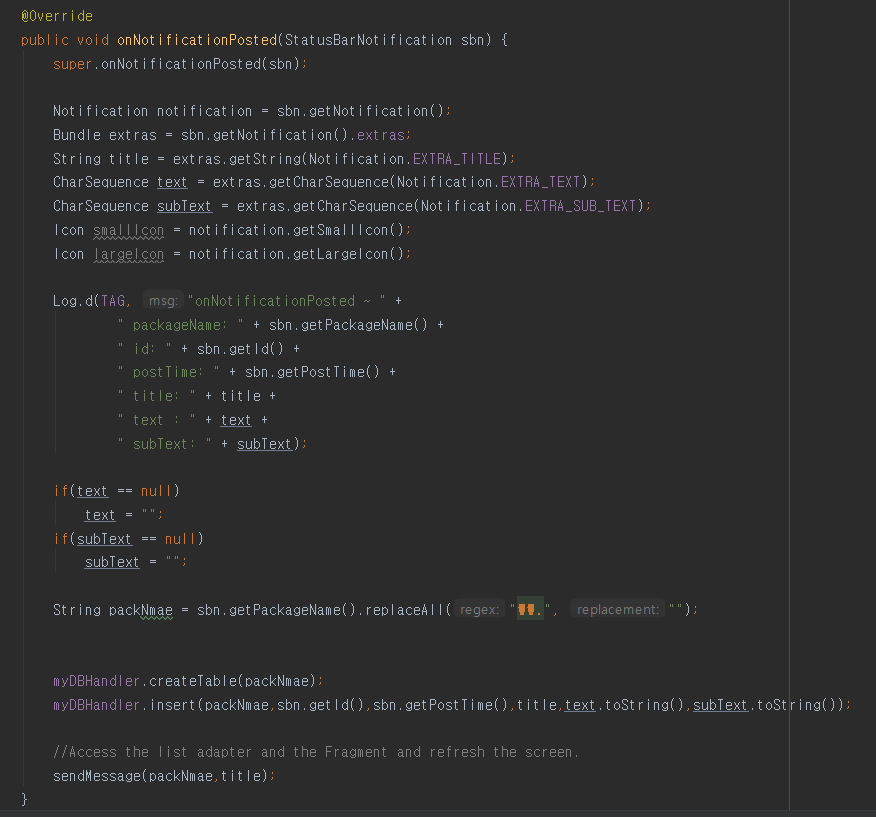 @Override
public void onNotificationPosted(StatusBarNotification sbn) {
super.onNotificationPosted(sbn);
Notification notification = sbn.getNotification();
Bundle extras = sbn.getNotification().extras;
String title = extras.getString(Notification.EXTRA_TITLE);
CharSequence text = extras.getCharSequence(Notification.EXTRA_TEXT);
CharSequence subText = extras.getCharSequence(Notification.EXTRA_SUB_TEXT);
Icon smallIcon = notification.getSmallIcon();
Icon largeIcon = notification.getLargeIcon();
Log.d(TAG, msg: "onNotificationPosted ~ " +
" packageName: " + sbn.getPackageName() +
" id: " + sbn.getId() +
" postTime: " + sbn.getPostTime() +
" title: " + title +
" text : " + text +
" subText: " + subText);
if(text == null)
text = "";
if(subText == null)
subText = "";
String packNmae = sbn.getPackageName().replaceAll( regex: "₩₩.", replacement: "");
myDBHandler.createTable(packNmae);
myDBHandler.insert(packNmae,sbn.getId(),sbn.getPostTime(),title,text.toString(),subText.toString());
//Access the list adapter and the Fragment and refresh the screen.
sendMessage(packNmae,title);
}